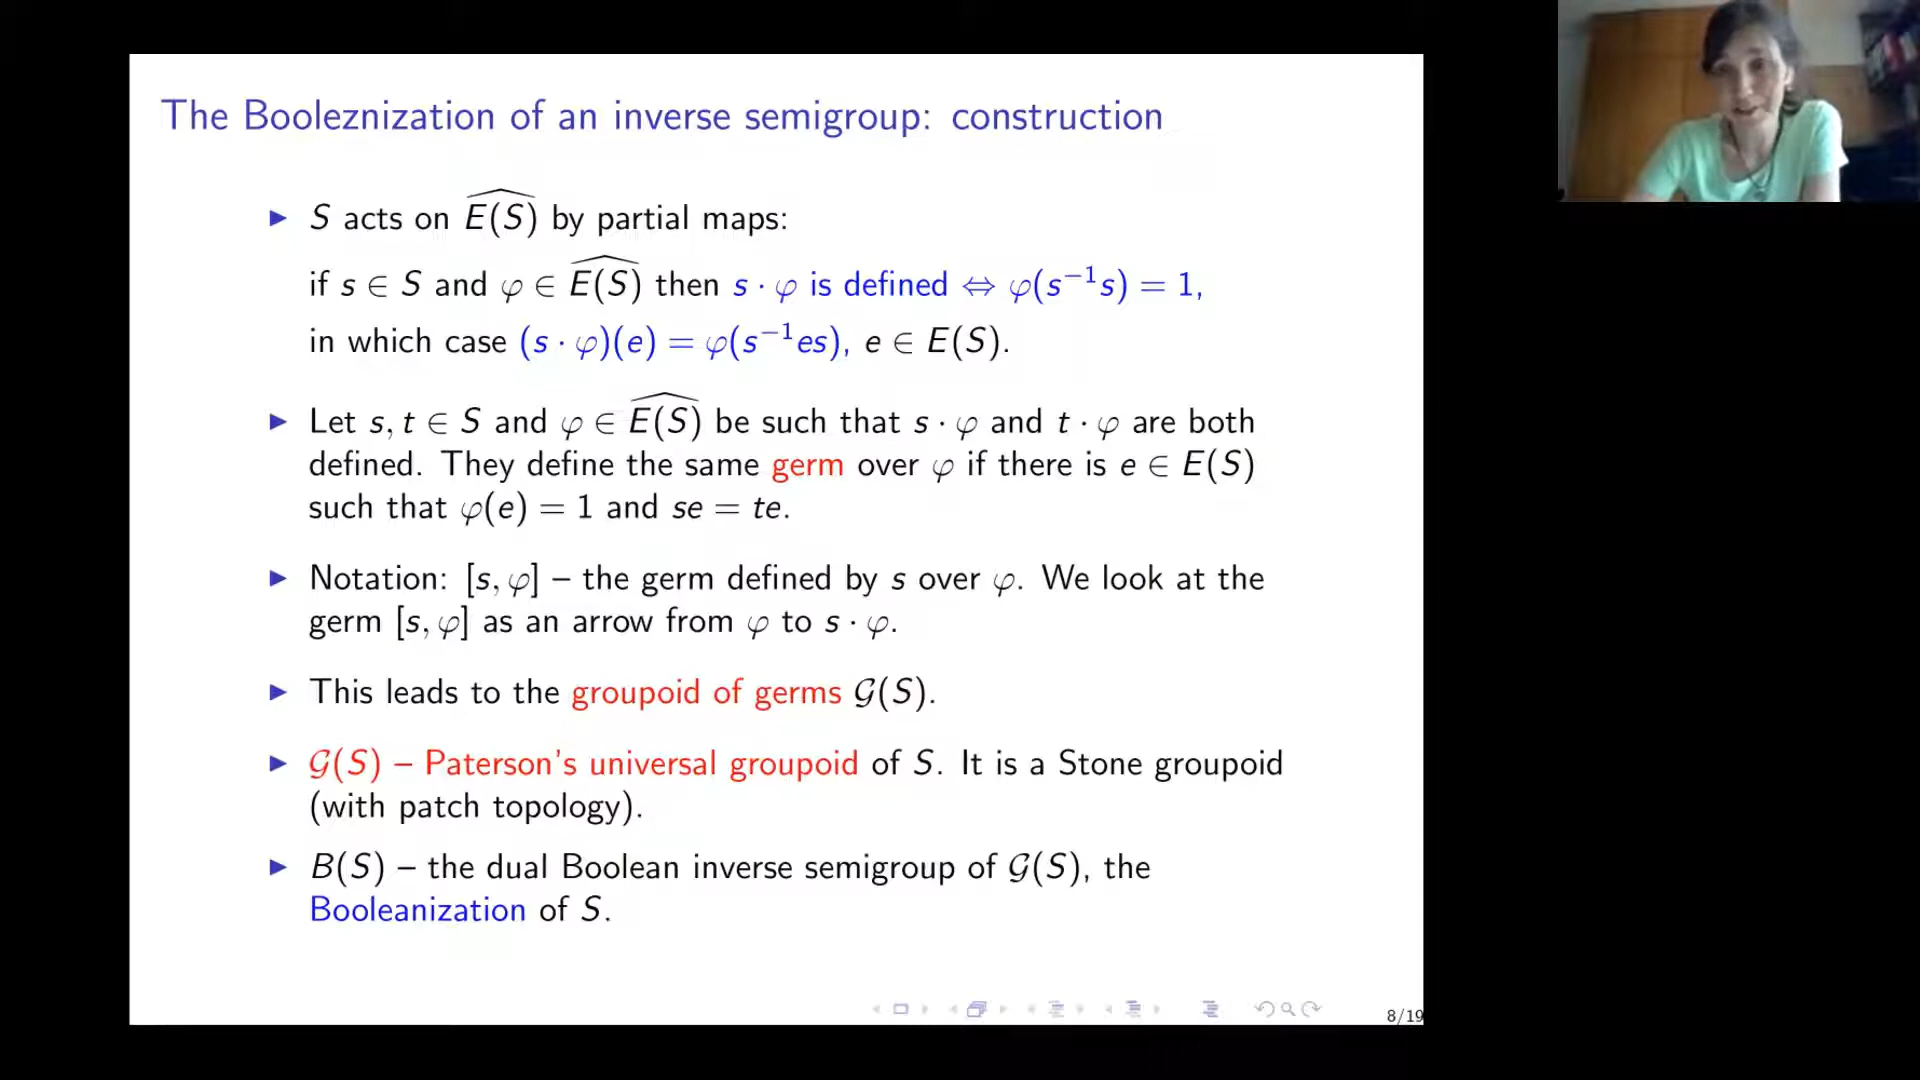 The Booleznization of an inverse semigroup: construction
▶ S acts on $\widehat{E(S)}$ by partial maps:
if s ∈ S and φ ∈ $\widehat{E(S)}$ then s · φ is defined ⇔ φ(s⁻¹s) = 1,
in which case (s · φ)(e) = φ(s⁻¹es), e ∈ E(S).
▶ Let s, t ∈ S and φ ∈ $\widehat{E(S)}$ be such that s · φ and t · φ are both
defined. They define the same germ over φ if there is e ∈ E(S)
such that φ(e) = 1 and se = te.
▶ Notation: [s, φ] – the germ defined by s over φ. We look at the
germ [s, φ] as an arrow from φ to s · φ.
▶ This leads to the groupoid of germs 𝒢(S).
▶ 𝒢(S) – Paterson's universal groupoid of S. It is a Stone groupoid
(with patch topology).
▶ B(S) – the dual Boolean inverse semigroup of 𝒢(S), the
Booleanization of S.
8/19